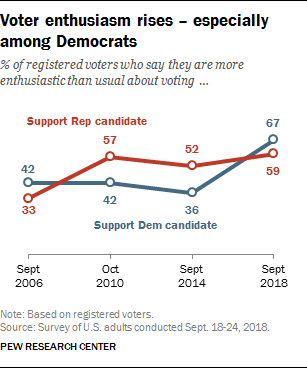 Voter enthusiasm rises – especially
among Democrats
% of registered voters who say they are more
enthusiastic than usual about voting ...
Support Rep candidate
67
57
52
42
59
42
36
33
Support Dem candidate
Sept Oct Sept Sept
2006 2010 2014 2018
Note: Based on registered voters.
Source: Survey of U.S. adults conducted Sept. 18-24, 2018.
PEW RESEARCH CENTER